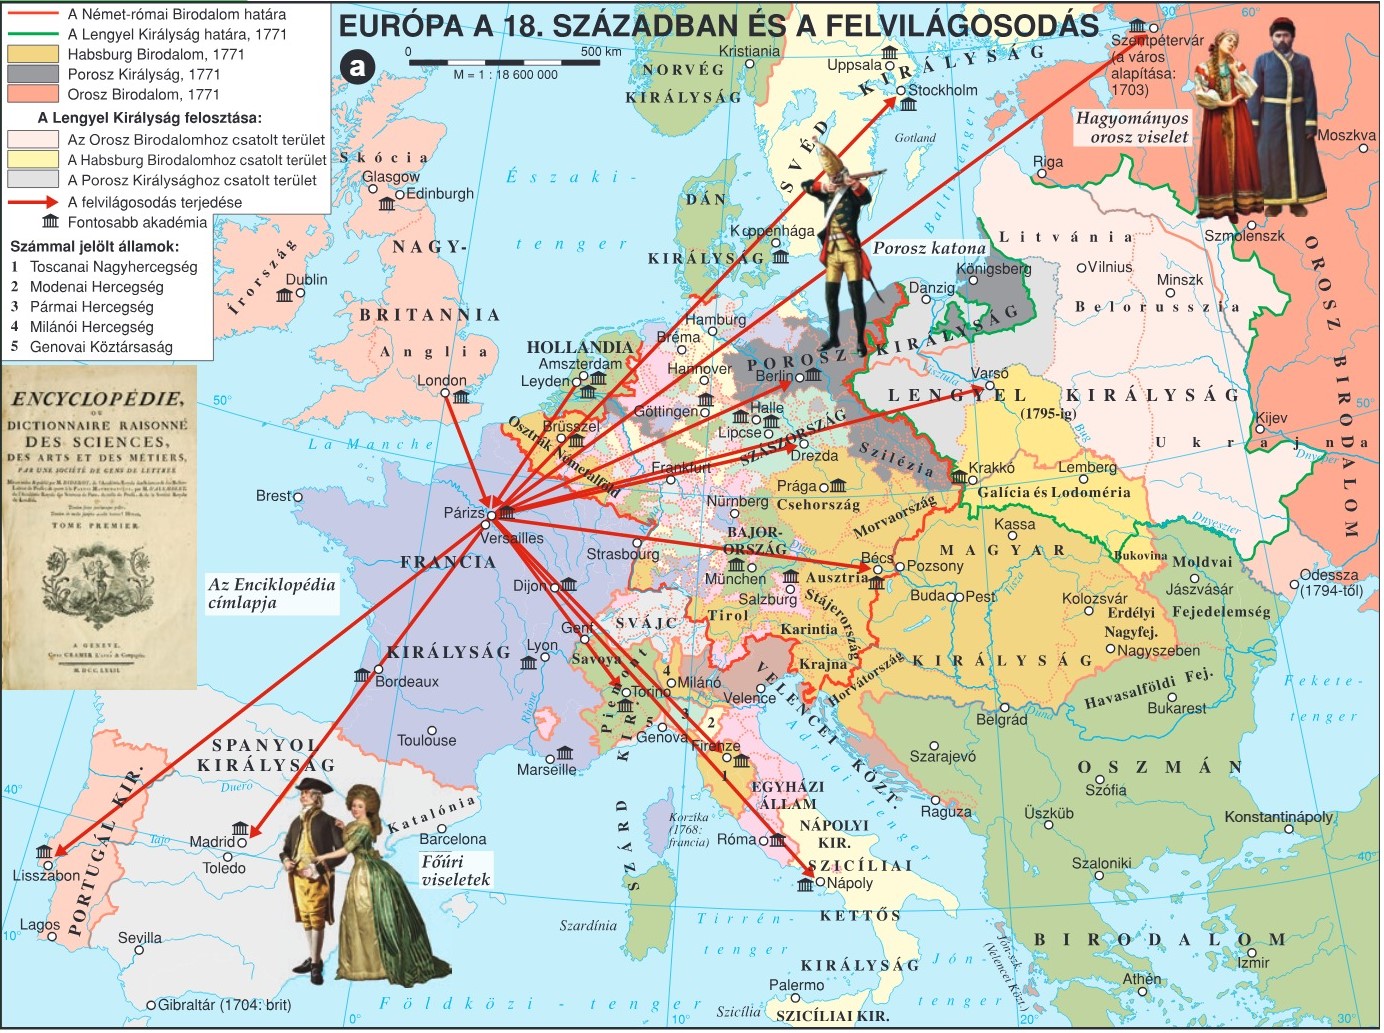 EURÓPA A 18. SZÁZADBAN ÉS A FELVILÁGOSODÁS
a
0 500 km
M = 1 : 18 600 000
A Német-római Birodalom határa
A Lengyel Királyság határa, 1771
Habsburg Birodalom, 1771
Porosz Királyság, 1771
Orosz Birodalom, 1771
A Lengyel Királyság felosztása:
Az Orosz Birodalomhoz csatolt terület
A Habsburg Birodalomhoz csatolt terület
A Porosz Királysághoz csatolt terület
A felvilágosodás terjedése
Fontosabb akadémia
Számmal jelölt államok:
1 Toscanai Nagyhercegség
2 Modenai Hercegség
3 Pármai Hercegség
4 Milánói Hercegség
5 Genovai Köztársaság
ENCYCLOPÉDIE,
OU
DICTIONNAIRE RAISONNÉ
DES SCIENCES,
DES ARTS ET DES MÉTIERS,
PAR UNE SOCIÉTÉ DE GENS DE LETTRES.
TOME PREMIER.
A GENEVE,
Az Enciklopédia
címlapja
Kristiania
NORVÉG
KIRÁLYSÁG
Uppsala
Stockholm
SVÉD
KIRÁLYSÁG
Gotland
Balti-tenger
30°
60°
Szentpétervár
(a város
alapítása:
1703)
Hagyományos
orosz viselet
Moszkva
Riga
Szmolenszk
Litvánia
Vilnius
Minszk
Belorusszia
OROSZ BIRODALOM
Skócia
Glasgow
Edinburgh
Északi-
tenger
DÁN
KIRÁLYSÁG
Koppenhága
Porosz katona
Königsberg
Danzig
Írország
Dublin
NAGY-
BRITANNIA
Anglia
London
HOLLANDIA
Amszterdam
Leyden
Hamburg
Bréma
Hannover
Göttingen
POROSZ
KIRÁLYSÁG
Berlin
Halle
Lipcse
SZÁSZORSZÁG
Drezda
Szilézia
Varsó
Visztula
LENGYEL KIRÁLYSÁG
(1795-ig)
Bug
Ukrajna
Kijev
50°
Dnyeper
50°
La Manche
Brüsszel
Osztrák Németalföld
Frankfurt
Prága
Csehország
Morvaország
Krakkó
Lemberg
Galícia és Lodoméria
Dnyeszter
Brest
Párizs
Versailles
FRANCIA
KIRÁLYSÁG
Strasbourg
Nürnberg
BAJOR-
ORSZÁG
München
Salzburg
Bécs
Ausztria
Pozsony
Kassa
MAGYAR
KIRÁLYSÁG
Tisza
Buda
Pest
Kolozsvár
Erdélyi
Nagyfej.
Nagyszeben
Bukovina
Moldvai
Fejedelemség
Jászvásár
Odessza
(1794-től)
Dijon
Genf
SVÁJC
Tirol
Stájerország
Karintia
Krajna
Horvátország
Lyon
Savoya
Piemont
Torino
Milánó
4
3
2
5
1
Velence
VELENCEI KÖZT.
Rhône
Bordeaux
Toulouse
Marseille
Genova
Firenze
EGYHÁZI
ÁLLAM
Róma
Adriai-tenger
Belgrád
Duna
Havasalföldi Fej.
Bukarest
Fekete-
tenger
SPANYOL
KIRÁLYSÁG
Duero
Katalónia
Barcelona
Madrid
Toledo
Tajo
PORTUGÁL KIR.
Lisszabon
Lagos
Sevilla
Gibraltár (1704: brit)
40°
10°
Főúri
viseletek
Korzika
(1768:
francia)
SZÁRD KIR.
Szardínia
NÁPOLYI
KIR.
SZICÍLIAI
KETTŐS
KIRÁLYSÁG
Nápoly
Tirrén-
tenger
Palermo
Szicília
SZICÍLIAI KIR.
Jón-
tenger
Jón-szk.
(Velencei Közt.)
Szarajevó
Raguza
OSZMÁN
BIRODALOM
Szófia
Üszküb
Szaloniki
Konstantinápoly
40°
Izmir
Athén
Földközi-tenger
0°
10°
20°
30°